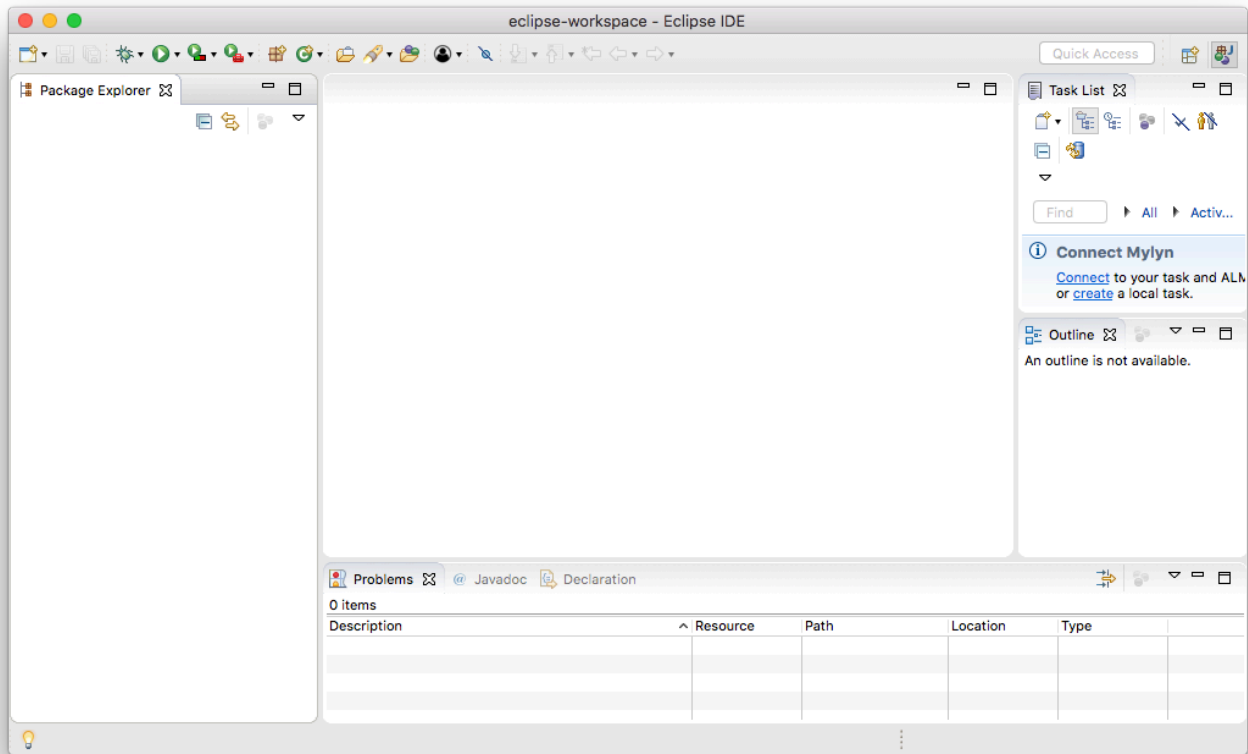 eclipse-workspace - Eclipse IDE
Quick Access
Package Explorer
Task List
Find
All
Activ...
Connect Mylyn
Connect to your task and ALM
or create a local task.
Outline
An outline is not available.
Problems
@ Javadoc
Declaration
0 items
Description
Resource
Path
Location
Type